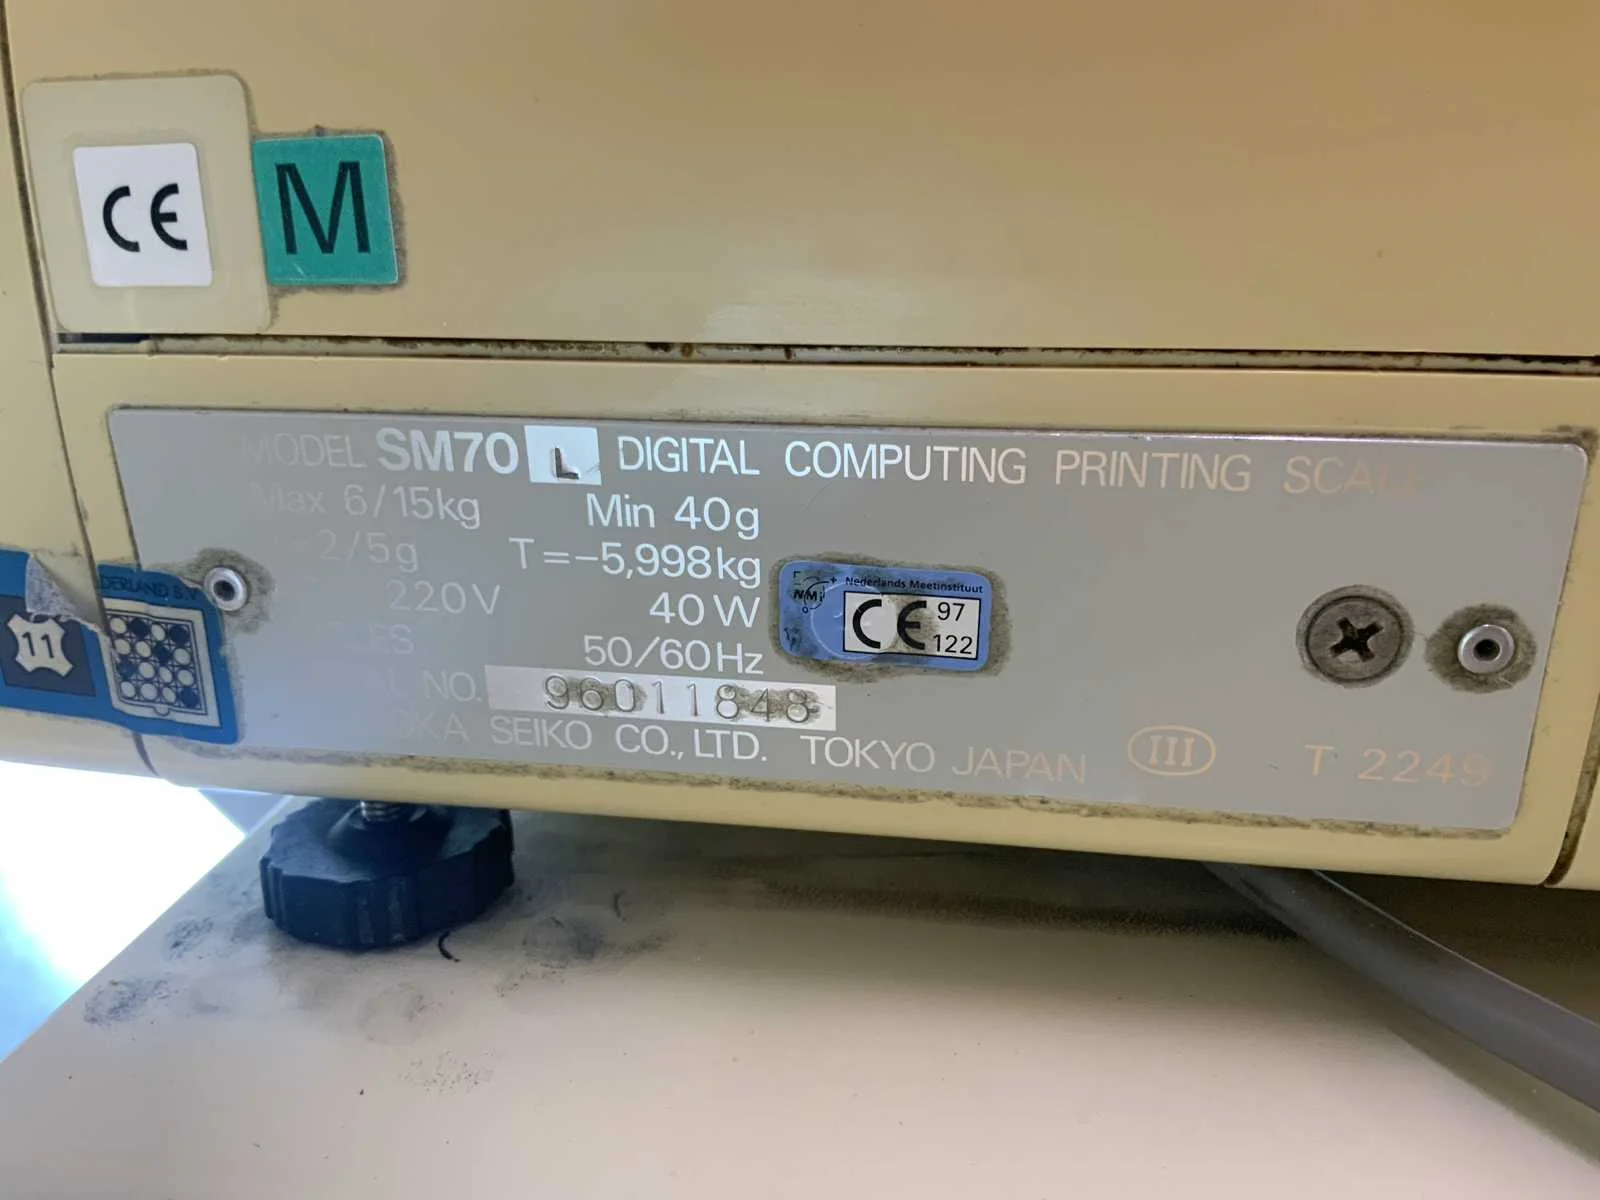 CE
M
MODEL SM70 L DIGITAL COMPUTING PRINTING SCALE
Max 6/15kg Min 40g
=2/5g T=-5,998kg
220V 40W
50/60Hz
NO. 96011848
SEIKO CO.,LTD. TOKYO JAPAN III T 2249
Nederlands Meetinstituut
NMi
CE 97
122
B.V.
11